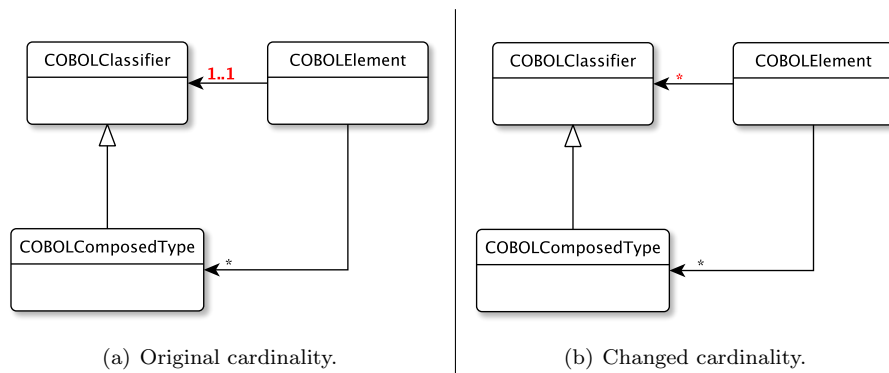 COBOLClassifier
1..1
COBOLElement
COBOLComposedType
*
(a) Original cardinality.
COBOLClassifier
*
COBOLElement
COBOLComposedType
*
(b) Changed cardinality.